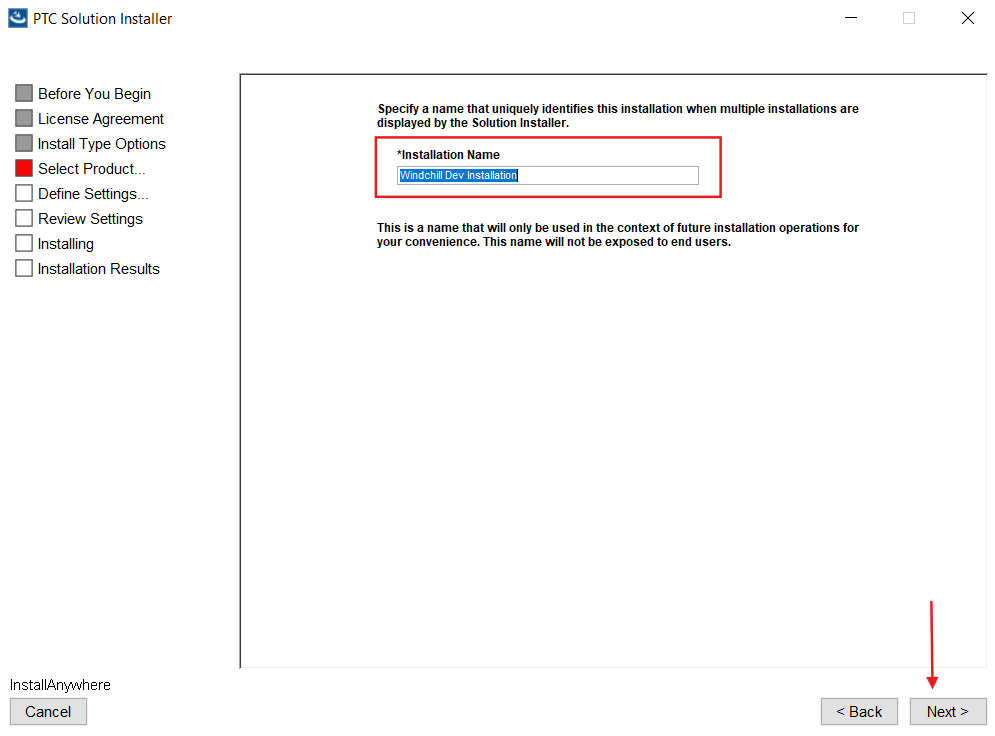 PTC Solution Installer
Before You Begin
License Agreement
Install Type Options
Select Product...
Define Settings...
Review Settings
Installing
Installation Results
Specify a name that uniquely identifies this installation when multiple installations are
displayed by the Solution Installer.
*Installation Name
Windchill Dev Installation
This is a name that will only be used in the context of future installation operations for
your convenience. This name will not be exposed to end users.
InstallAnywhere
Cancel
< Back
Next >